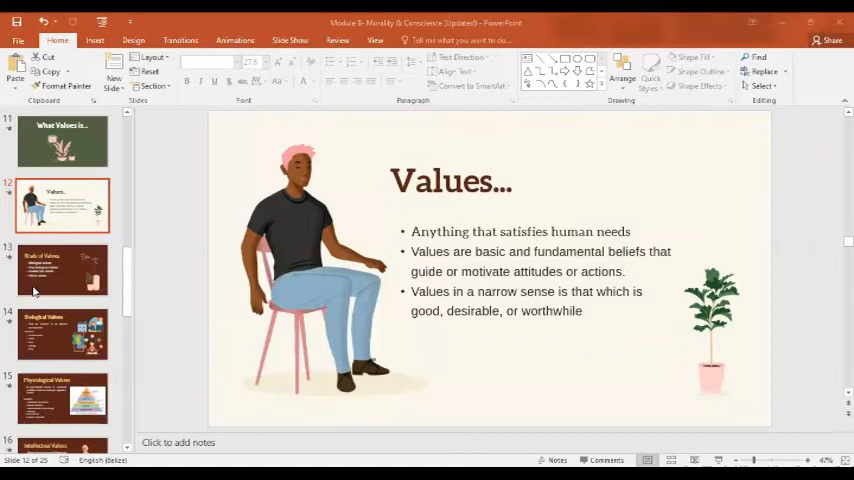 Module 8- Morality & Conscience [Updated] - PowerPoint
File Home Insert Design Transitions Animations Slide Show Review View Tell me what you want to do... Share
Cut Copy Format Painter Paste Clipboard
New Slide Layout Reset Section Slides
27.6 Font
Text Direction Align Text Convert to SmartArt Paragraph
Arrange Quick Styles Shape Fill Shape Outline Shape Effects Drawing
Find Replace Select Editing
11
What Values is...
12
Values...
13
Kinds of Values
14
Biological Values
15
Physiological Values
16
Intellectual Values
Values...
• Anything that satisfies human needs
• Values are basic and fundamental beliefs that
guide or motivate attitudes or actions.
• Values in a narrow sense is that which is
good, desirable, or worthwhile
Click to add notes
Slide 12 of 25 English (Belize) Notes Comments 47%